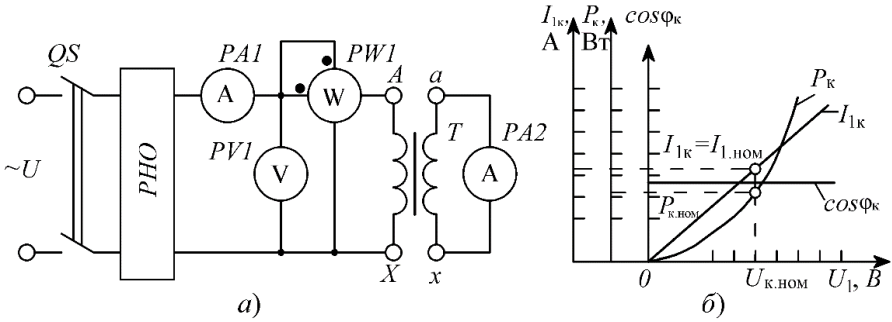 QS
РНО
PA1
A
PV1
V
PW1
W
A
X
a
x
T
PA2
A
~U
а)
I1к, А
Pк, Вт
cosφк
Pк
I1к
I1к=I1.ном
Pк.ном
cosφк
0
Uк.ном
U1, В
б)